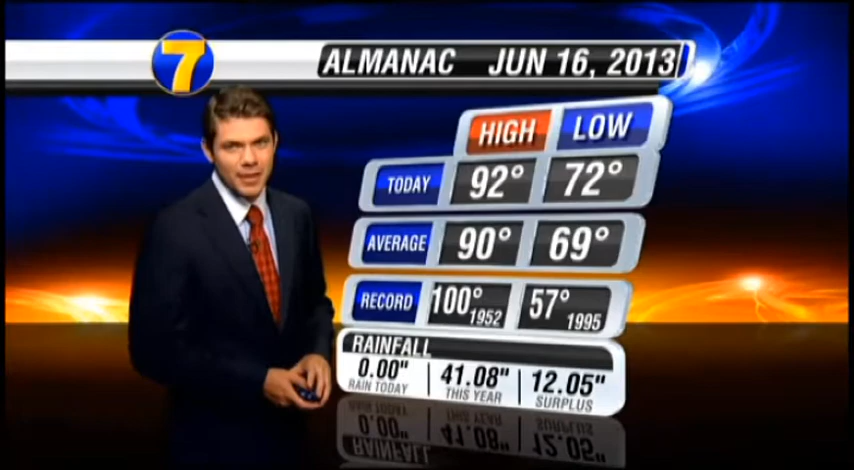 7
ALMANAC JUN 16, 2013
HIGH LOW
TODAY 92° 72°
AVERAGE 90° 69°
RECORD 100° 1952 57° 1995
RAINFALL
0.00" 41.08" 12.05"
RAIN TODAY THIS YEAR SURPLUS